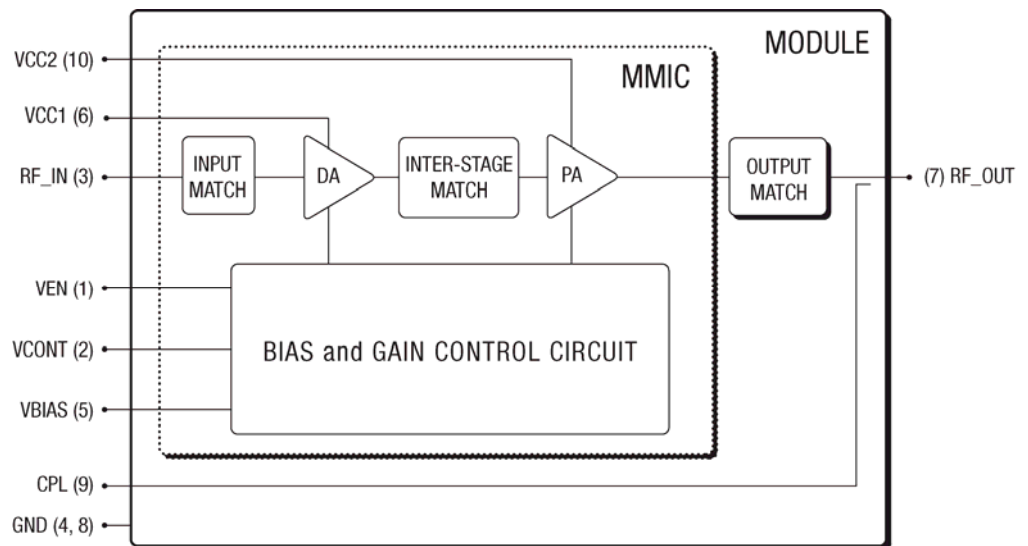 MODULE
VCC2 (10)
MMIC
VCC1 (6)
RF_IN (3)
INPUT
MATCH
DA
INTER-STAGE
MATCH
PA
OUTPUT
MATCH
(7) RF_OUT
VEN (1)
VCONT (2)
BIAS and GAIN CONTROL CIRCUIT
VBIAS (5)
CPL (9)
GND (4, 8)